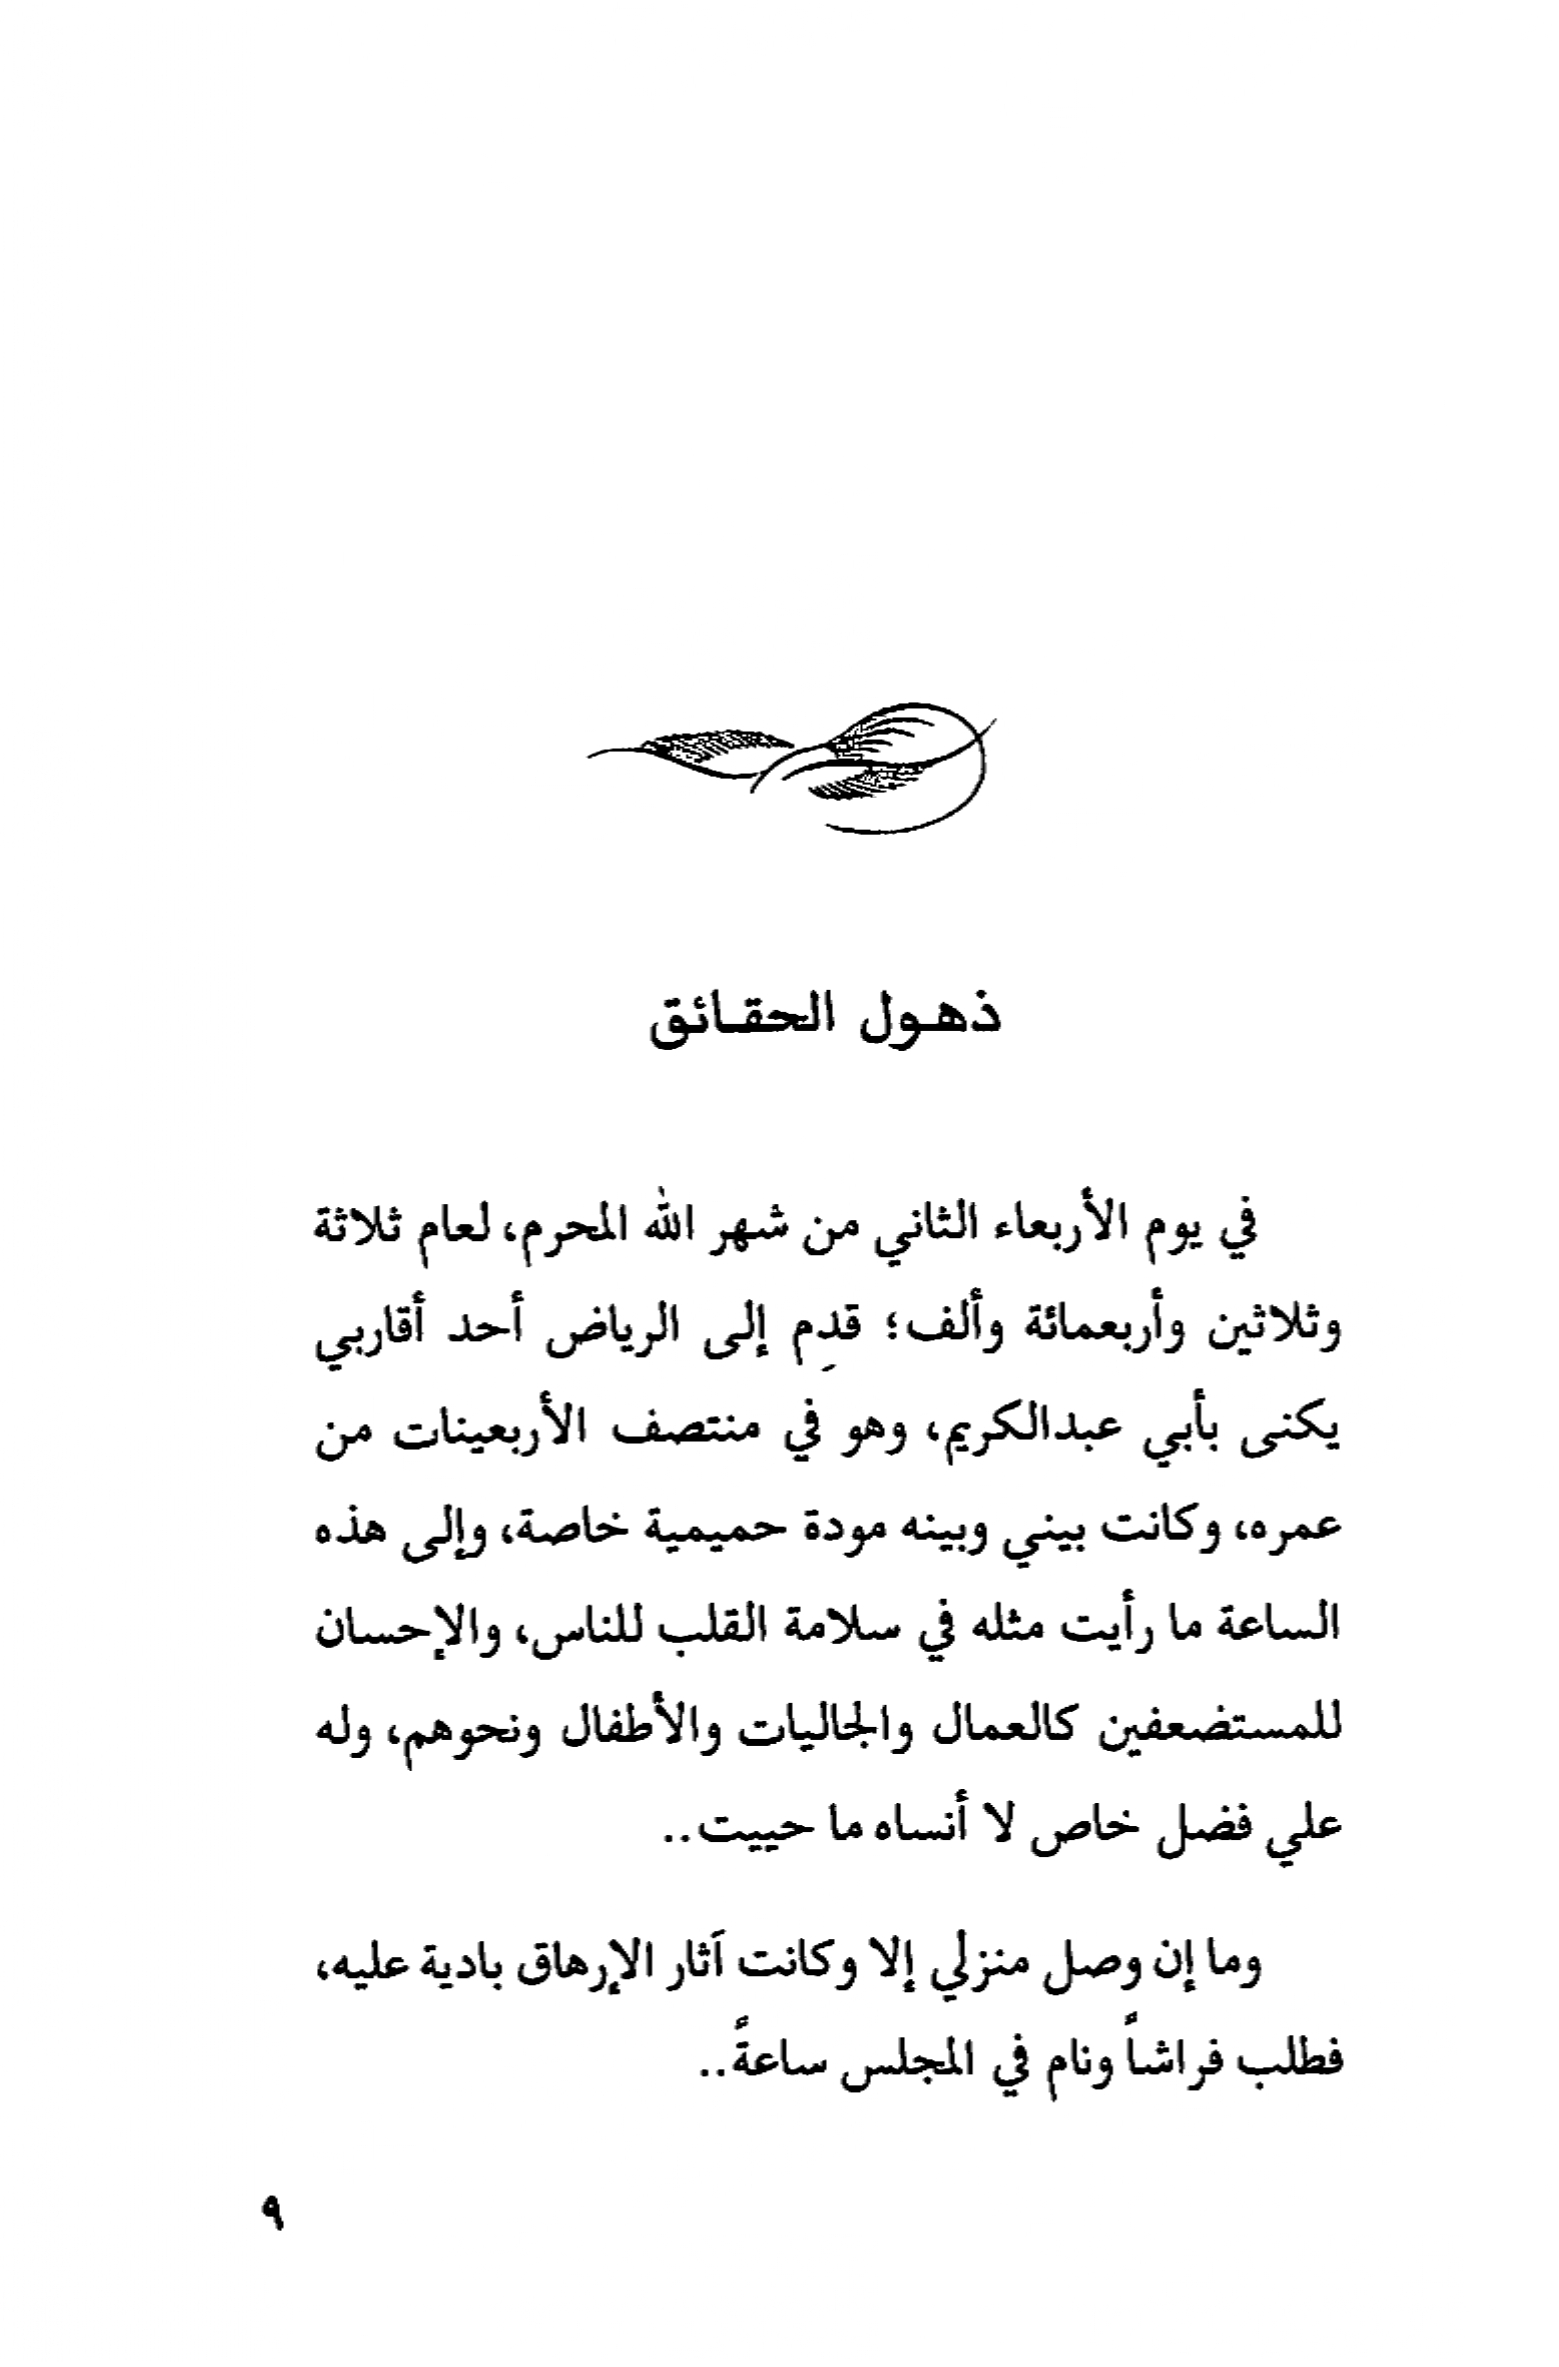 ذهول الحقائق
في يوم الأربعاء الثاني من شهر الله المحرم، لعام ثلاثة
وثلاثين وأربعمائة وألف؛ قدِم إلى الرياض أحد أقاربي
يكنى بأبي عبدالكريم، وهو في منتصف الأربعينات من
عمره، وكانت بيني وبينه مودة حميمية خاصة، وإلى هذه
الساعة ما رأيت مثله في سلامة القلب للناس، والإحسان
للمستضعفين كالعمال والجاليات والأطفال ونحوهم، وله
علي فضل خاص لا أنساه ما حييت..
وما إن وصل منزلي إلا وكانت آثار الإرهاق بادية عليه،
فطلب فراشاً ونام في المجلس ساعةً..
٩